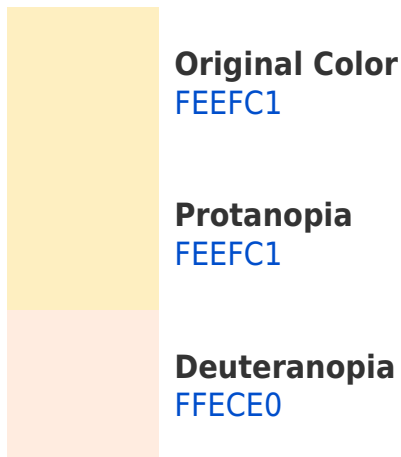 Original Color
FEEFC1
Protanopia
FEEFC1
Deuteranopia
FFECE0